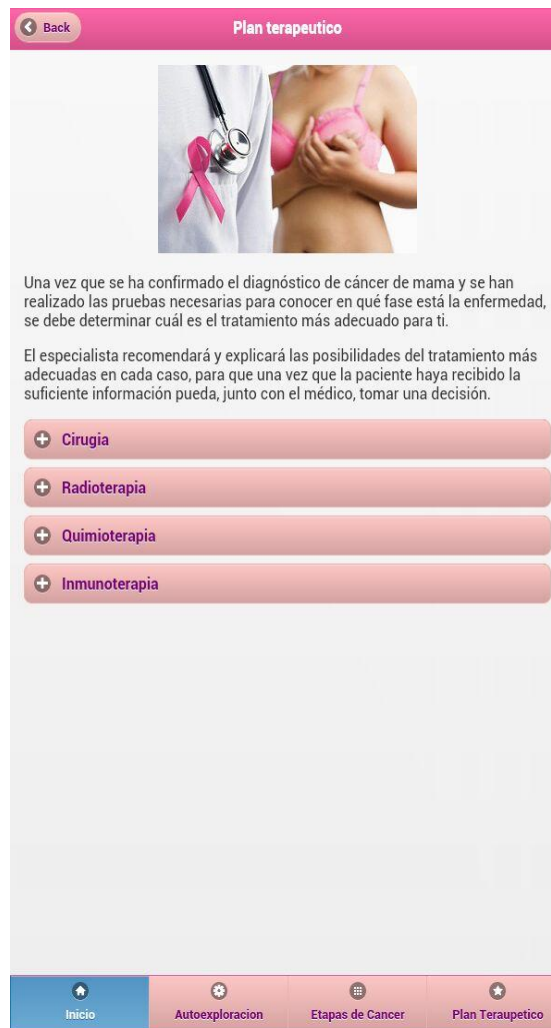 Back
Plan terapeutico
Una vez que se ha confirmado el diagnóstico de cáncer de mama y se han
realizado las pruebas necesarias para conocer en qué fase está la enfermedad,
se debe determinar cuál es el tratamiento más adecuado para ti.
El especialista recomendará y explicará las posibilidades del tratamiento más
adecuadas en cada caso, para que una vez que la paciente haya recibido la
suficiente información pueda, junto con el médico, tomar una decisión.
Cirugia
Radioterapia
Quimioterapia
Inmunoterapia
Inicio
Autoexploracion
Etapas de Cancer
Plan Teraupetico